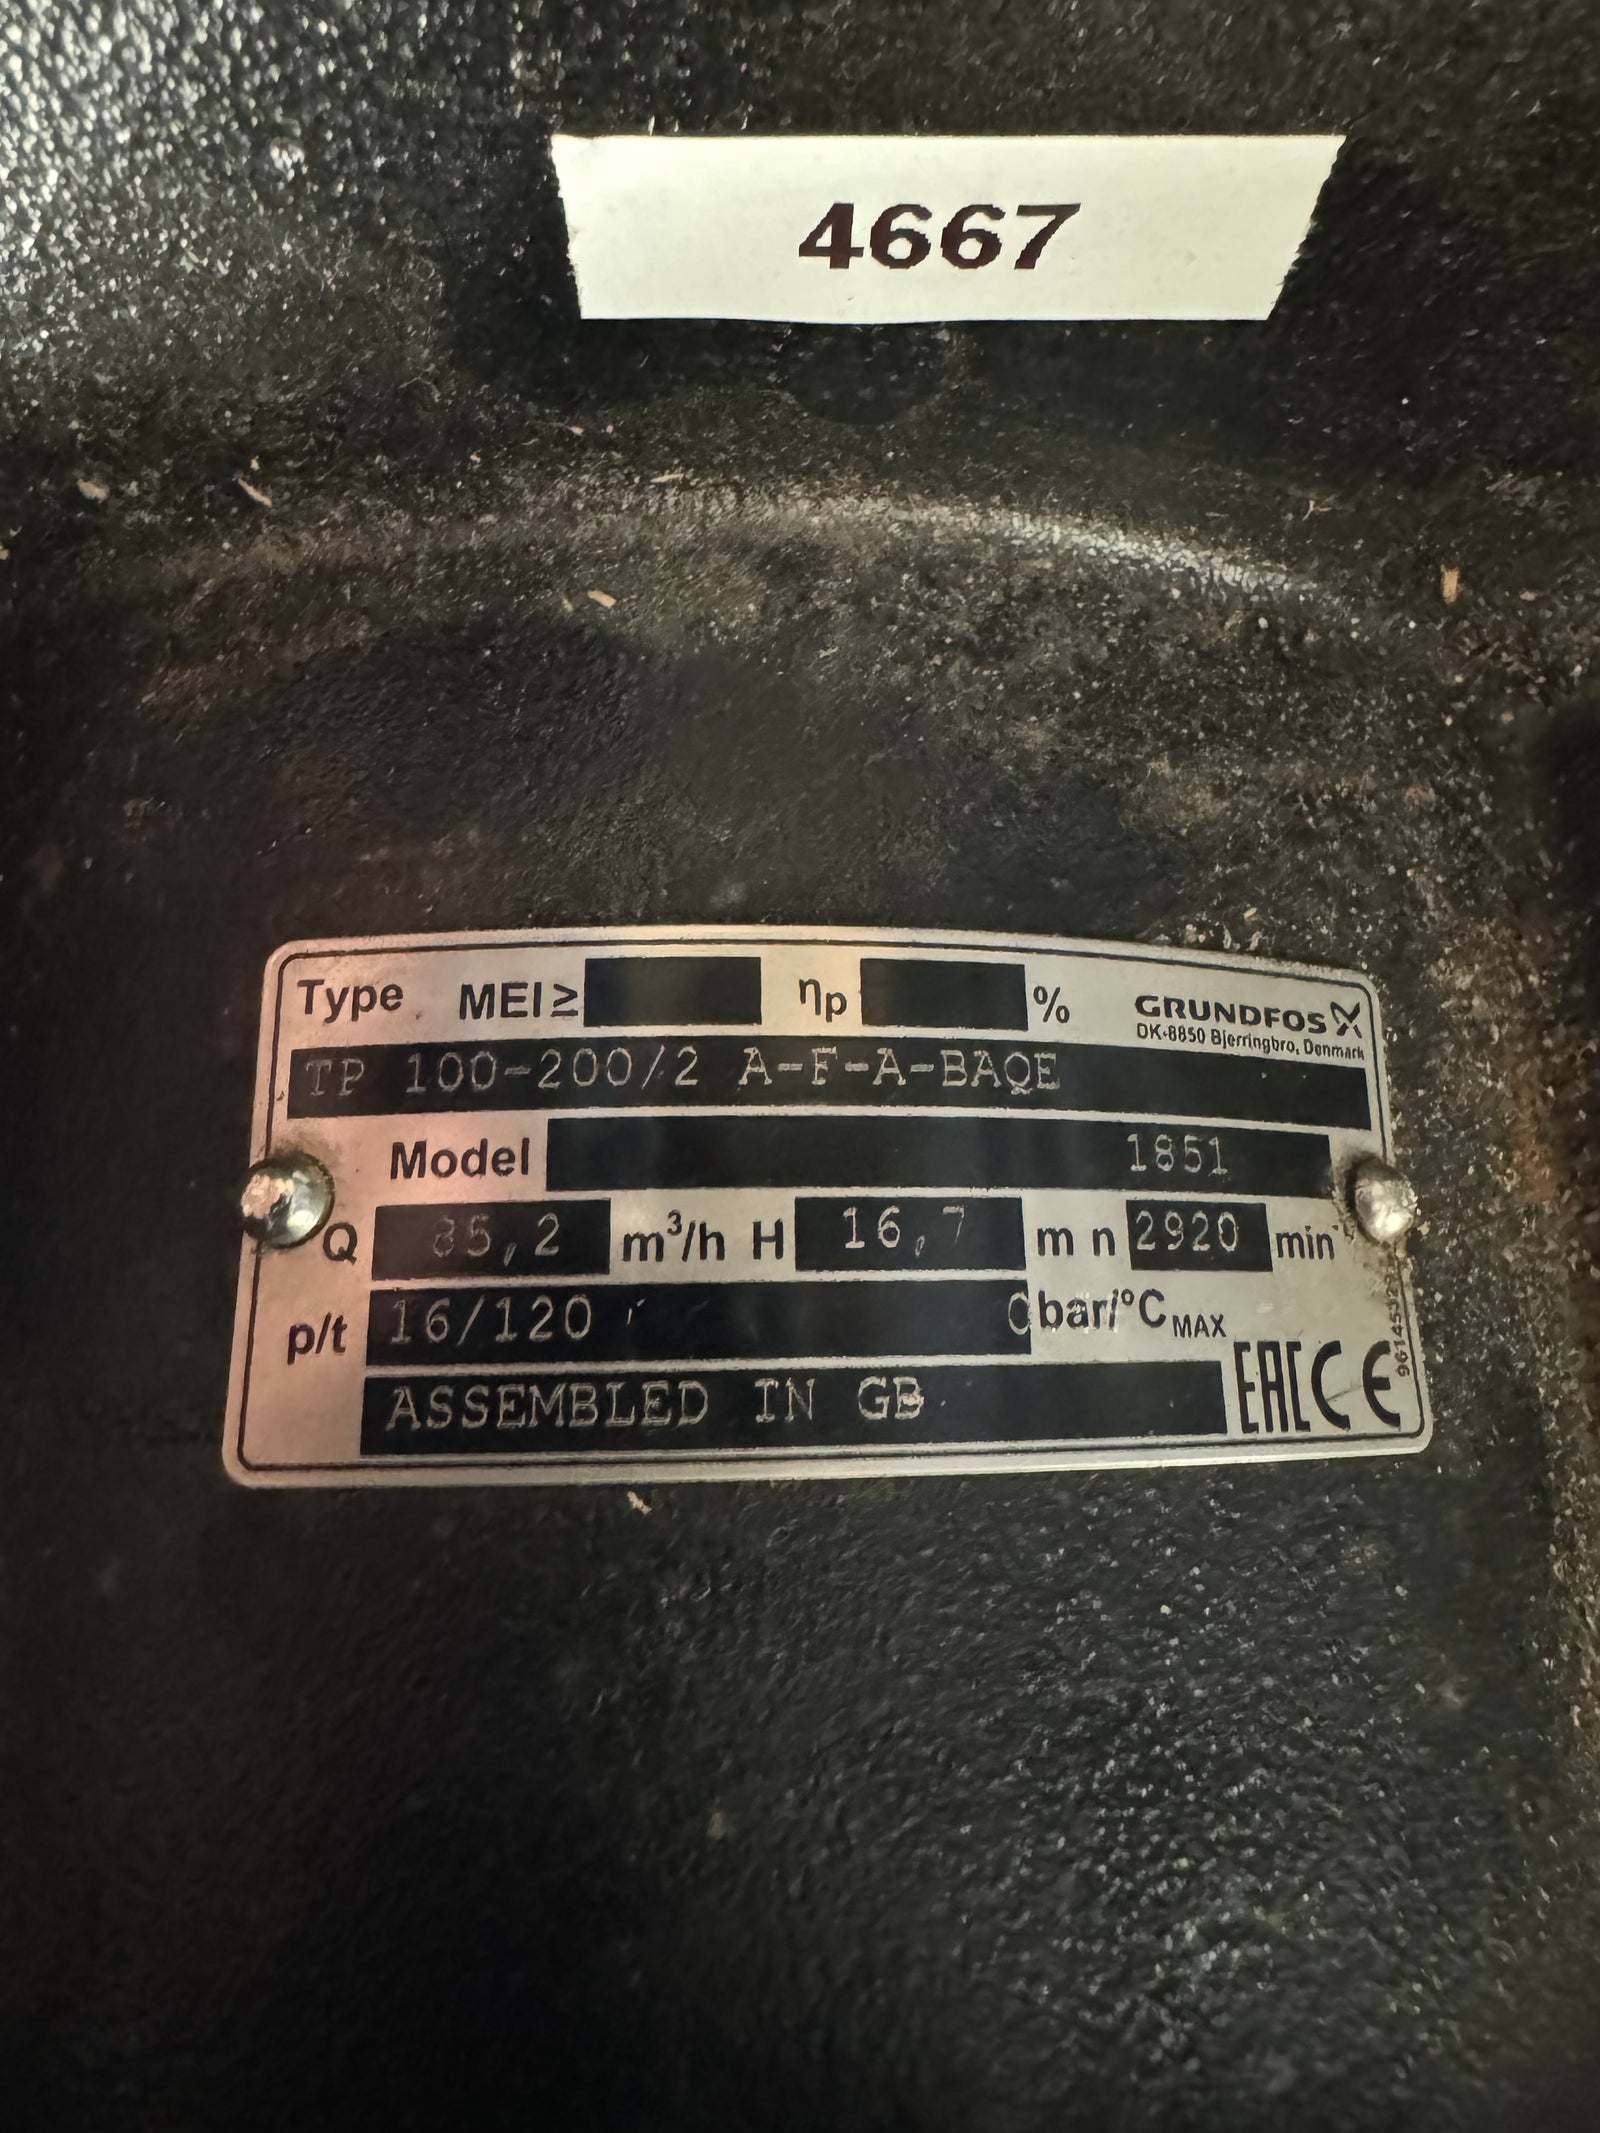 4667
Type MEI≥ ηp % GRUNDFOS
DK-8850 Bjerringbro, Denmark
TP 100-200/2 A-F-A-BAQE
Model 1851
Q 85,2 m³/h H 16,7 m n 2920 min
p/t 16/120 C bar/°C MAX
ASSEMBLED IN GB EAC CE